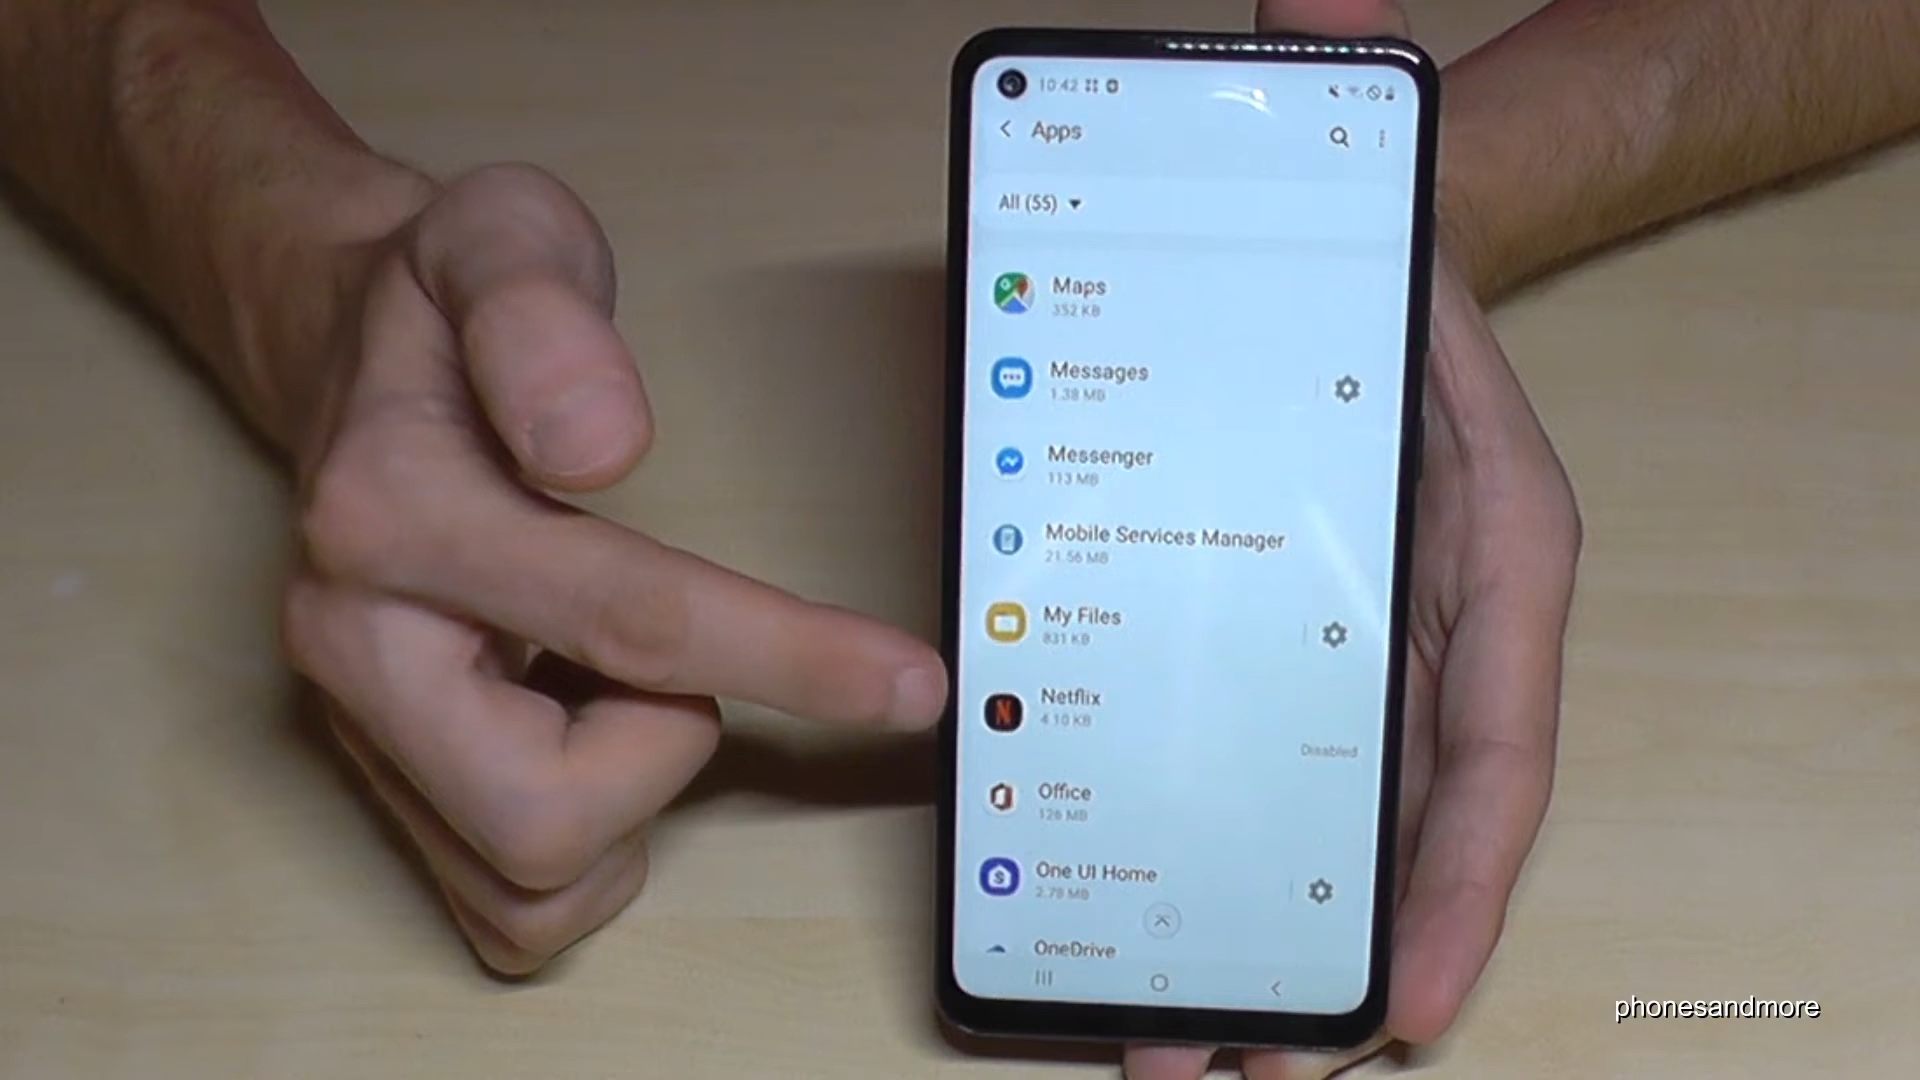 10:42
Apps
All (55)
Maps
352 KB
Messages
1.38 MB
Messenger
113 MB
Mobile Services Manager
21.56 MB
My Files
831 KB
N
Netflix
4.10 KB
Disabled
Office
126 MB
One UI Home
2.78 MB
OneDrive
phonesandmore